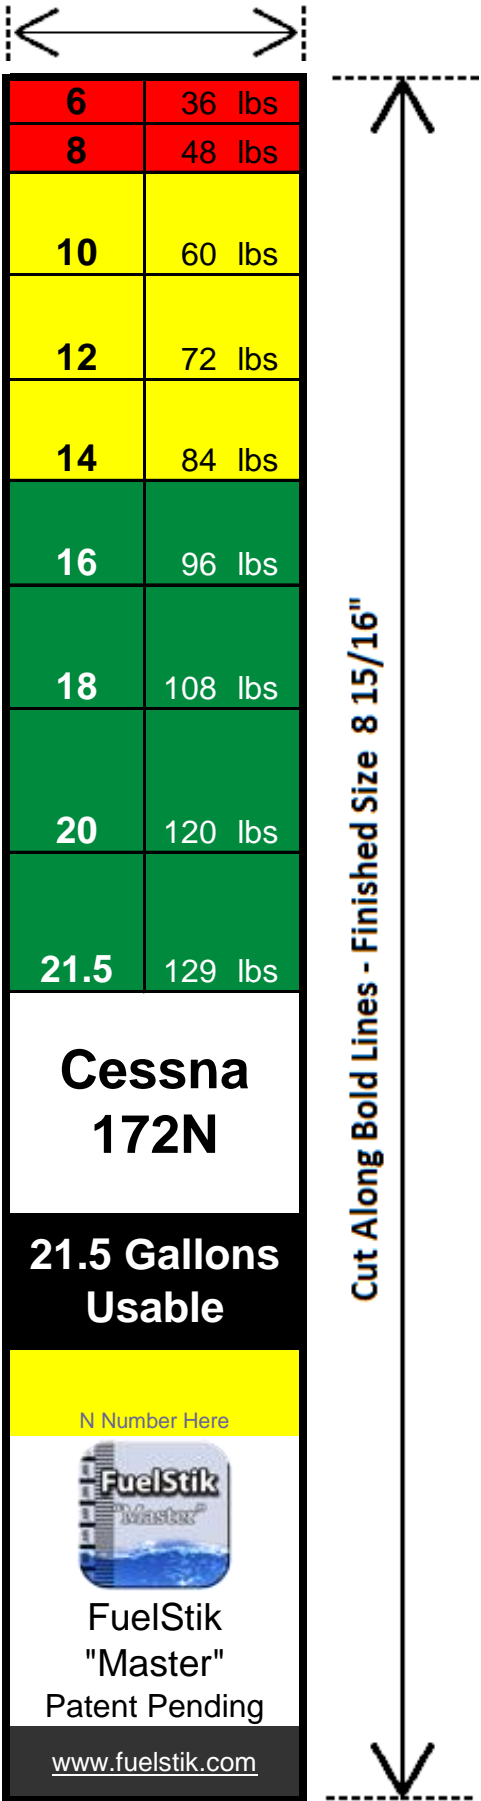 6 36 lbs
8 48 lbs
10 60 lbs
12 72 lbs
14 84 lbs
16 96 lbs
18 108 lbs
20 120 lbs
21.5 129 lbs
Cessna
172N
21.5 Gallons
Usable
N Number Here
FuelStik
"Master"
FuelStik
"Master"
Patent Pending
www.fuelstik.com
Cut Along Bold Lines - Finished Size 8 15/16"